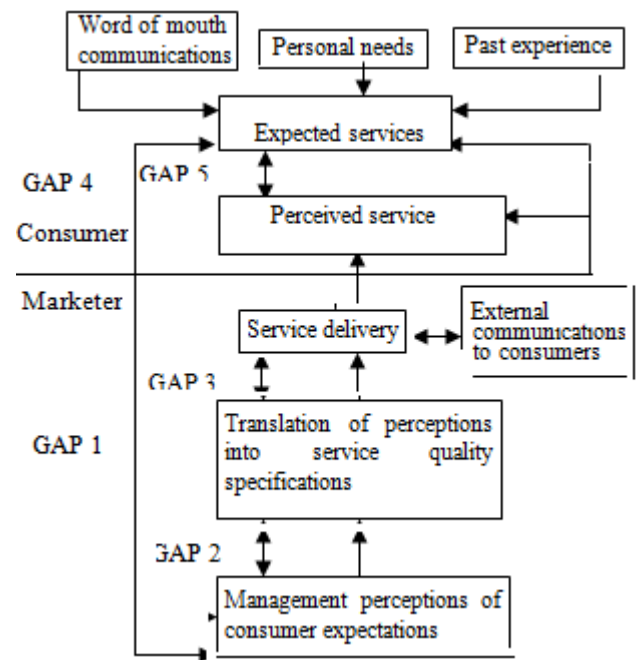 Word of mouth
communications
Personal needs
Past experience
Expected services
GAP 5
GAP 4
Perceived service
Consumer
Marketer
Service delivery
External
communications
to consumers
GAP 3
Translation of perceptions
into service quality
specifications
GAP 1
GAP 2
Management perceptions of
consumer expectations